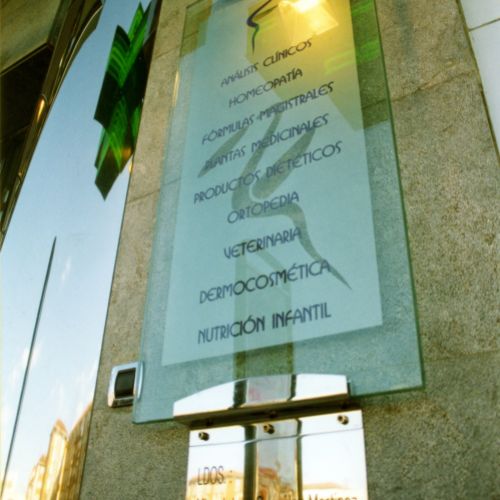 ANÁLISIS CLÍNICOS
HOMEOPATÍA
FÓRMULAS MAGISTRALES
PLANTAS MEDICINALES
PRODUCTOS DIETÉTICOS
ORTOPEDIA
VETERINARIA
DERMOCOSMÉTICA
NUTRICIÓN INFANTIL
LDOS. :